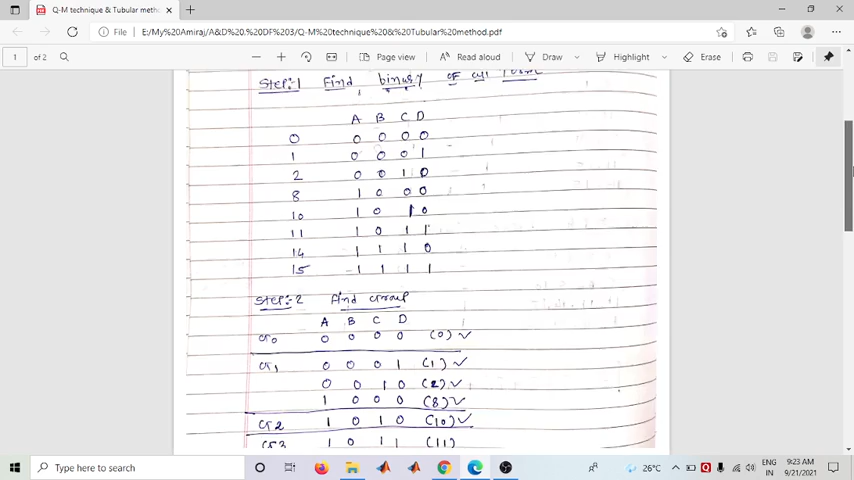 Q-M technique & Tubular meth
E:/My%20Amiraj/A&D%20%20DF%203/Q-M%20technique%20&%20Tubular%20method.pdf
1 of 2 Page view Read aloud Draw Highlight Erase
Step:-1 Find binary of all term
A B C D
0 0 0 0 0
1 0 0 0 1
2 0 0 1 0
8 1 0 0 0
10 1 0 1 0
11 1 0 1 1
14 1 1 1 0
15 1 1 1 1
Step:-2 Find Group
A B C D
G0 0 0 0 0 (0) ✓
G1 0 0 0 1 (1) ✓
0 0 1 0 (2) ✓
1 0 0 0 (8) ✓
G2 1 0 1 0 (10) ✓
G3 1 0 1 1 (11)
Type here to search
26°C
ENG
IN
9:23 AM
9/21/2021